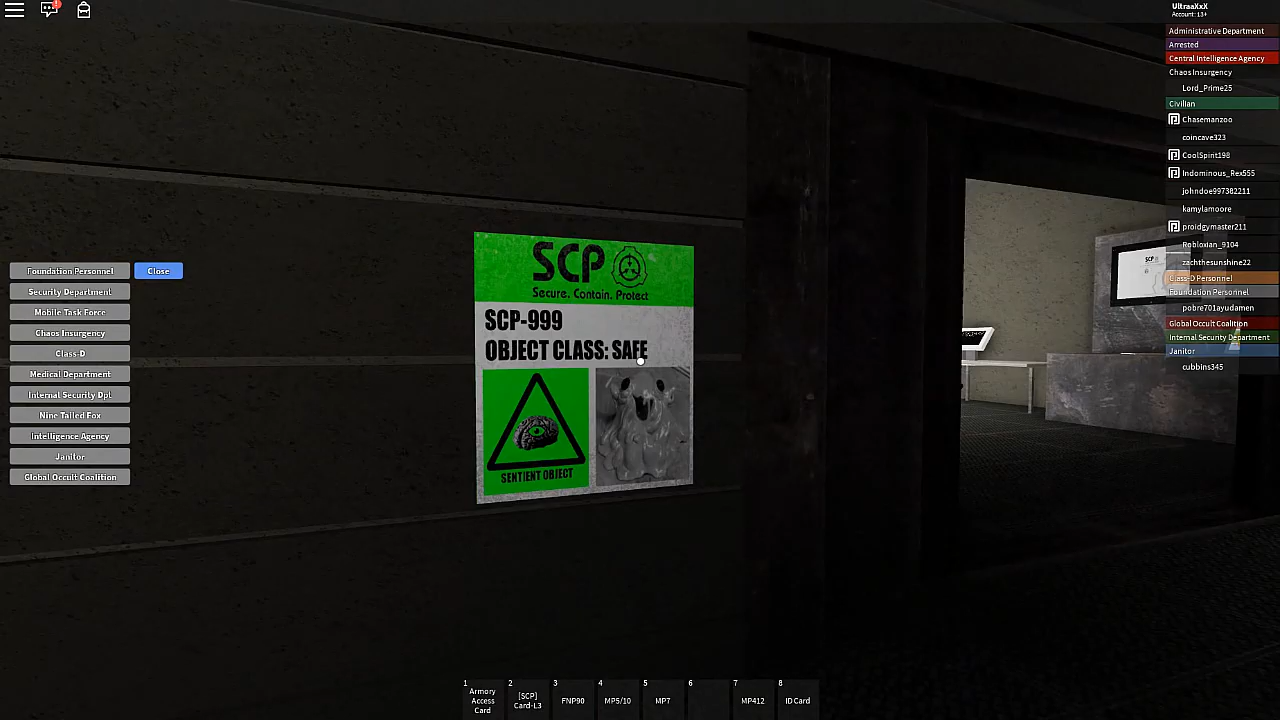 UltraaXxX
Account: 13+
Administrative Department
Arrested
Central Intelligence Agency
Chaos Insurgency
Lord_Prime25
Civilian
Chasemanzoo
coincave323
CoolSpirit198
Indominous_Rex555
johndoe997382211
kamylamoore
proidgymaster211
Robloxian_9104
zachthesunshine22
Class-D Personnel
Foundation Personnel
pobre701ayudamen
Global Occult Coalition
Internal Security Department
Janitor
cubbins345
Foundation Personnel
Close
Security Department
Mobile Task Force
Chaos Insurgency
Class-D
Medical Department
Internal Security Dpt
Nine Tailed Fox
Intelligence Agency
Janitor
Global Occult Coalition
SCP
Secure. Contain. Protect
SCP-999
OBJECT CLASS: SAFE
SENTIENT OBJECT
SCP
1
Armory
Access
Card
2
[SCP]
Card-L3
3
FNP90
4
MP5/10
5
MP7
6
7
MP412
8
ID Card